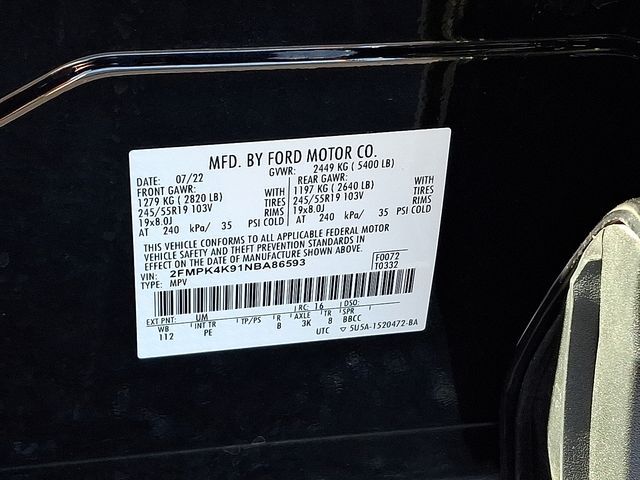 MFD. BY FORD MOTOR CO.
DATE: 07/22 GVWR: 2449 KG ( 5400 LB)
FRONT GAWR: WITH REAR GAWR: WITH
1279 KG ( 2820 LB) TIRES 1197 KG ( 2640 LB) TIRES
245/55R19 103V RIMS 245/55R19 103V RIMS
19x8.0J PSI COLD 19x8.0J PSI COLD
AT 240 kPa/ 35 AT 240 kPa/ 35
THIS VEHICLE CONFORMS TO ALL APPLICABLE FEDERAL MOTOR
VEHICLE SAFETY AND THEFT PREVENTION STANDARDS IN
EFFECT ON THE DATE OF MANUFACTURE SHOWN ABOVE.
VIN: 2FMPK4K91NBA86593 F0072
TYPE: MPV T0332
EXT PNT: UM RC: 16 DSO:
WB INT TR TP/PS R AXLE TR SPR
112 PE B 3K 8 BBCC
UTC ▽ 5U5A-1520472-BA